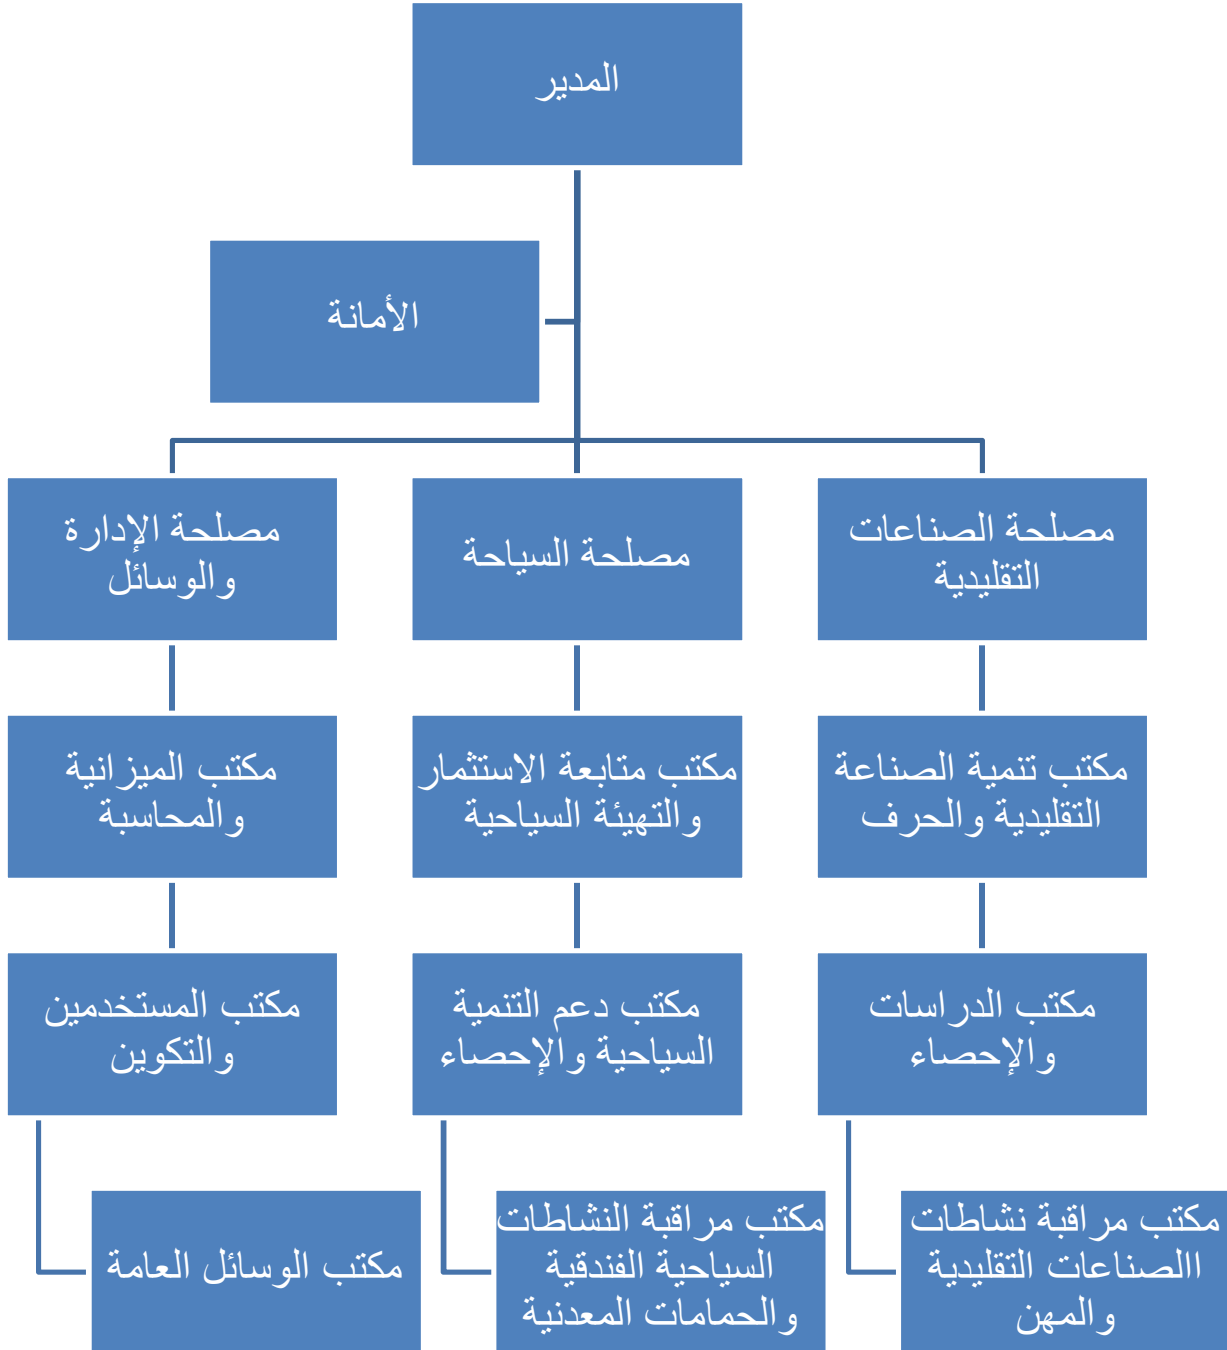 المدير
الأمانة
مصلحة الصناعات
التقليدية
مصلحة السياحة
مصلحة الإدارة
والوسائل
مكتب تنمية الصناعة
التقليدية والحرف
مكتب متابعة الاستثمار
والتهيئة السياحية
مكتب الميزانية
والمحاسبة
مكتب الدراسات
والإحصاء
مكتب دعم التنمية
السياحية والإحصاء
مكتب المستخدمين
والتكوين
مكتب مراقبة نشاطات
االصناعات التقليدية
والمهن
مكتب مراقبة النشاطات
السياحية الفندقية
والحمامات المعدنية
مكتب الوسائل العامة